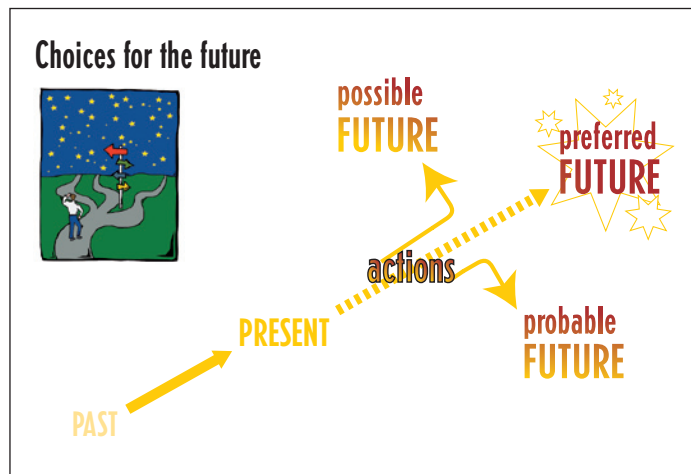 Choices for the future
possible
FUTURE
preferred
FUTURE
actions
PRESENT
probable
FUTURE
PAST